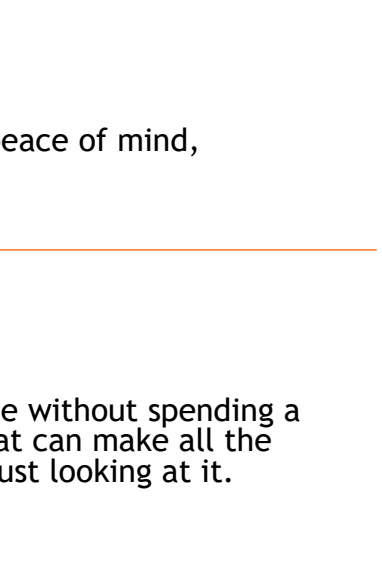 eace of mind,
e without spending a
at can make all the
ust looking at it.